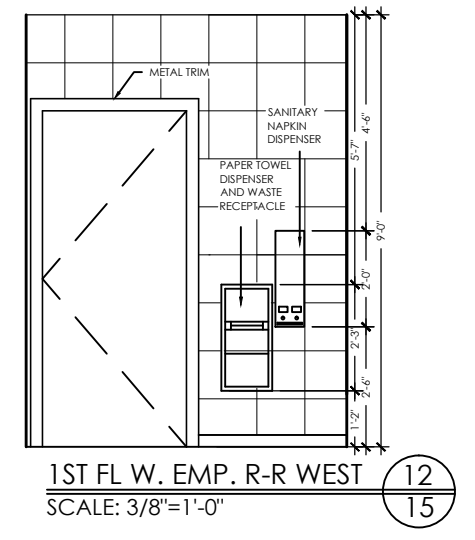 METAL TRIM
SANITARY
NAPKIN
DISPENSER
PAPER TOWEL
DISPENSER
AND WASTE
RECEPTACLE
4'-6"
5'-7"
9'-0"
2'-0"
2'-3"
2'-6"
1'-2"
1ST FL W. EMP. R-R WEST
12
SCALE: 3/8"=1'-0"
15